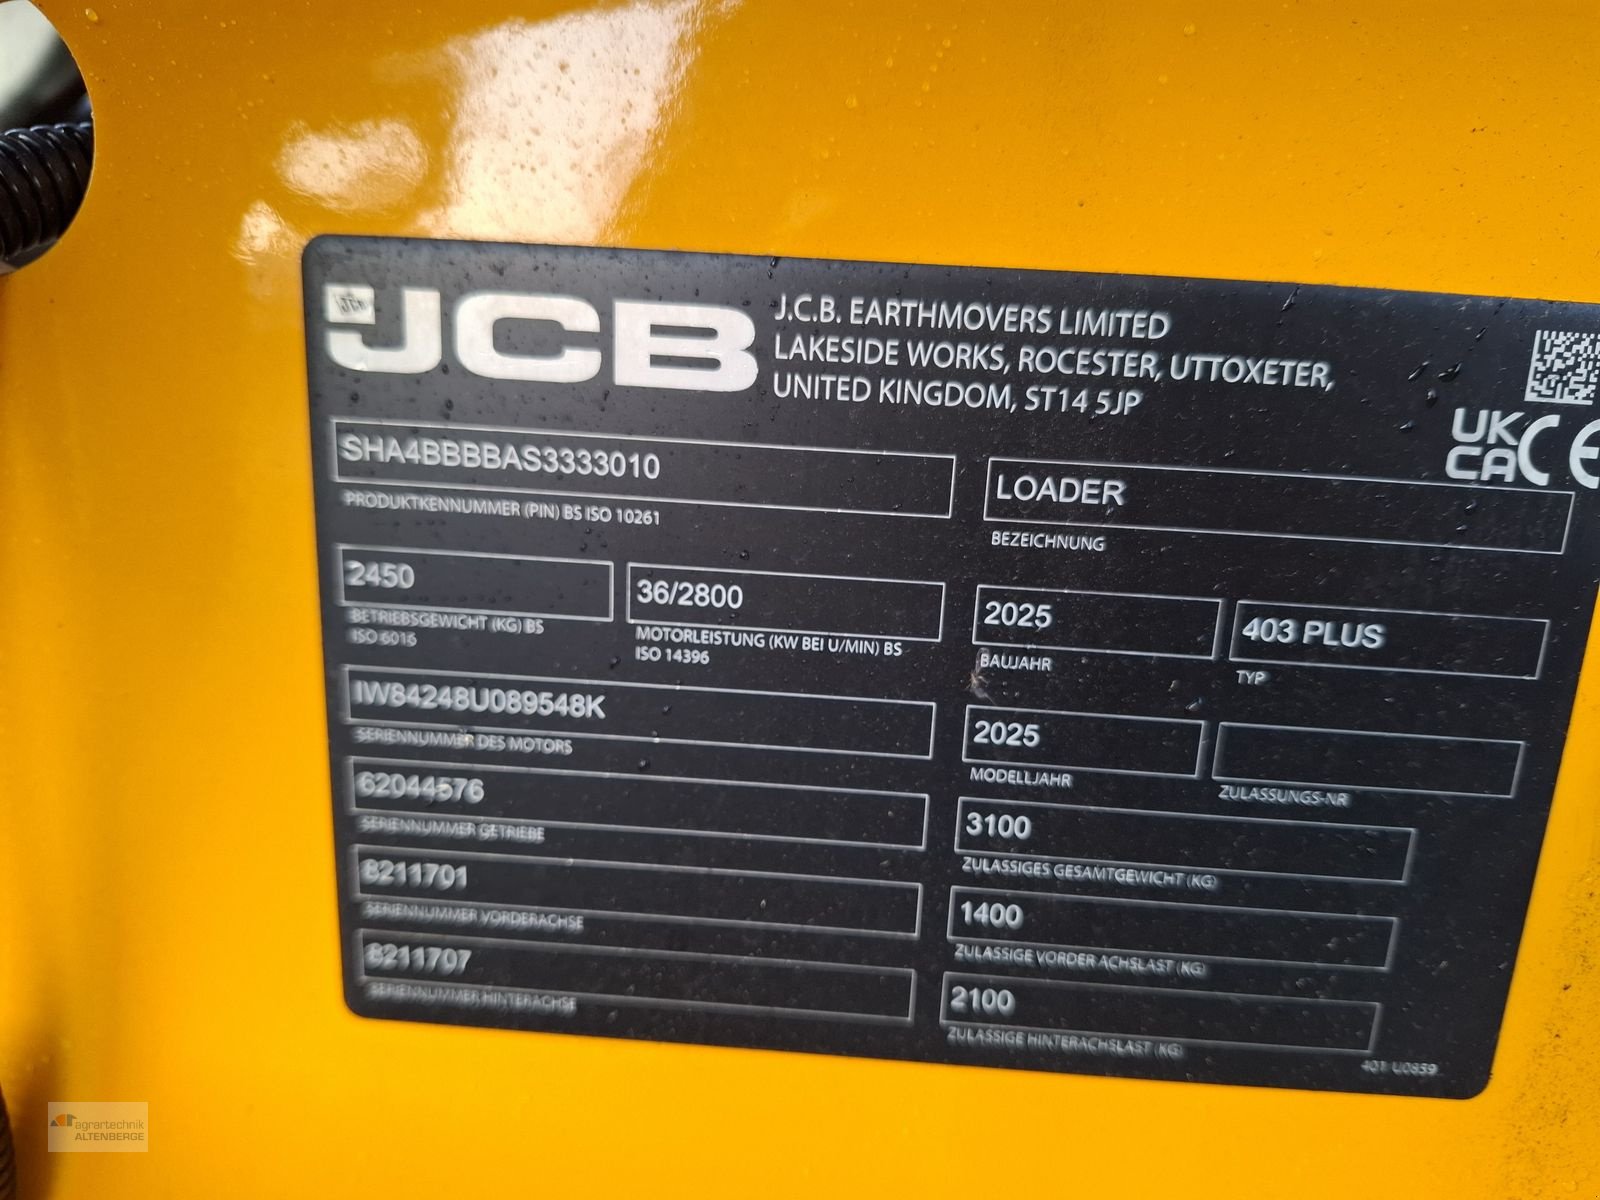 JCB
J.C.B. EARTHMOVERS LIMITED
LAKESIDE WORKS, ROCESTER, UTTOXETER,
UNITED KINGDOM, ST14 5JP
UK
CA CE
SHA4BBBBAS3333010
PRODUKTKENNUMMER (PIN) BS ISO 10261
LOADER
BEZEICHNUNG
2450
BETRIEBSGEWICHT (KG) BS
ISO 6016
36/2800
MOTORLEISTUNG (KW BEI U/MIN) BS
ISO 14396
2025
BAUJAHR
403 PLUS
TYP
IW84248U089548K
SERIENNUMMER DES MOTORS
2025
MODELLJAHR
ZULASSUNGS-NR
62044576
SERIENNUMMER GETRIEBE
3100
ZULASSIGES GESAMTGEWICHT (KG)
8211701
SERIENNUMMER VORDERACHSE
1400
ZULASSIGE VORDER ACHSLAST (KG)
8211707
SERIENNUMMER HINTERACHSE
2100
ZULASSIGE HINTERACHSLAST (KG)
401/U0859
agrartechnik
ALTENBERGE